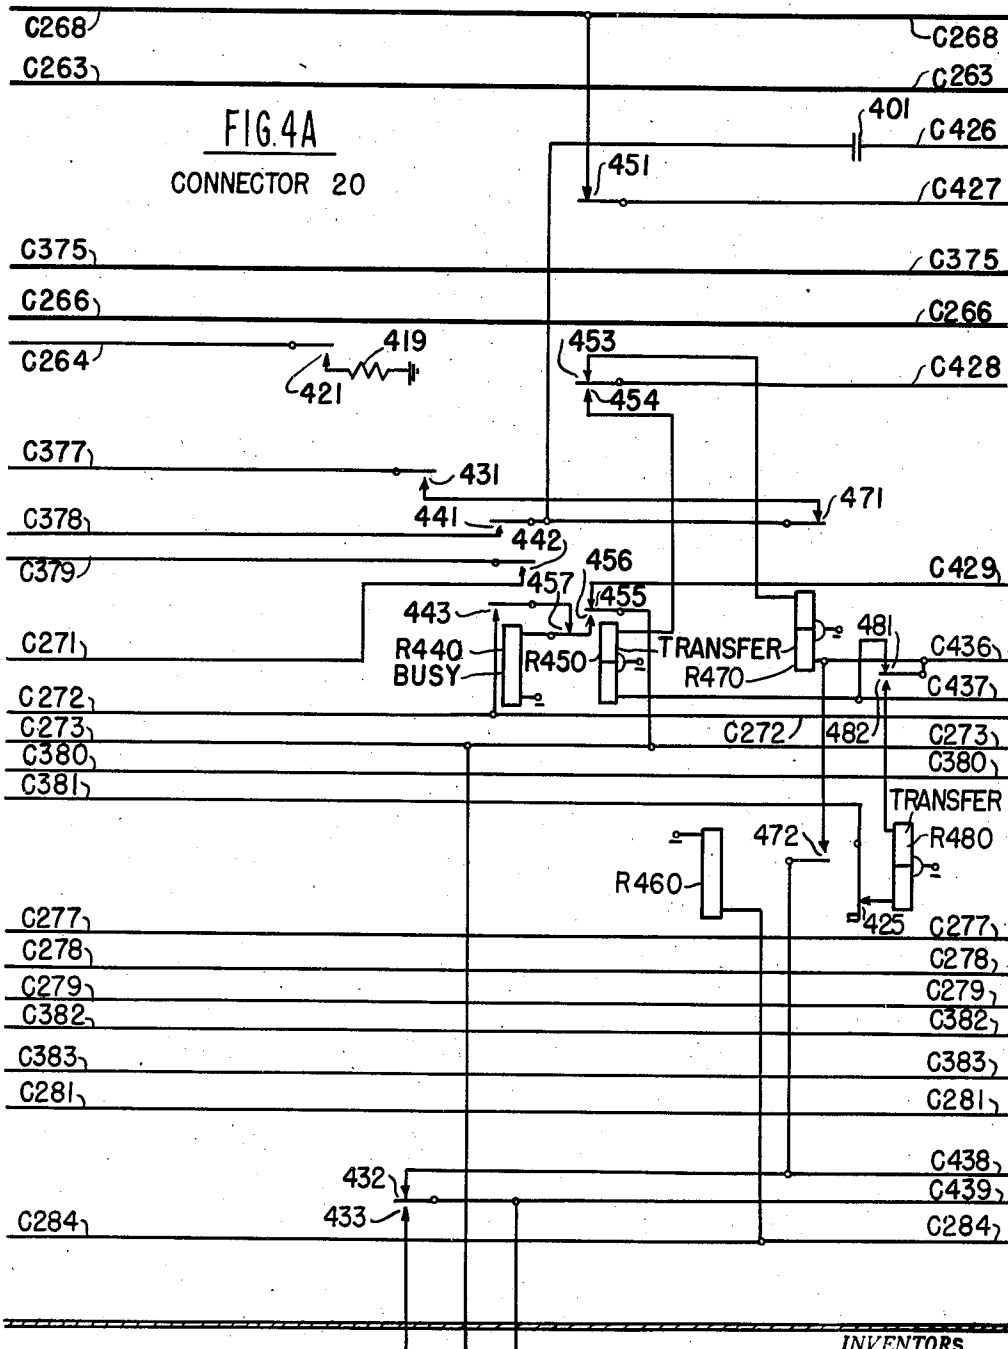 C268 C268
C263 C263
FIG. 4A
CONNECTOR 20
401 C426
451 C427
C375 C375
C266 C266
C264 421 419 453 454 C428
C377 431 471
C378 441
C379 442 456 C429
457 455
443
C271 R440 BUSY R450 TRANSFER R470 481 C436
C437
C272 C272 482
C273 C273
C380 C380
C381 TRANSFER
R480
472
R460
425
C277 C277
C278 C278
C279 C279
C382 C382
C383 C383
C281 C281
432 C438
433 C439
C284 C284
INVENTORS